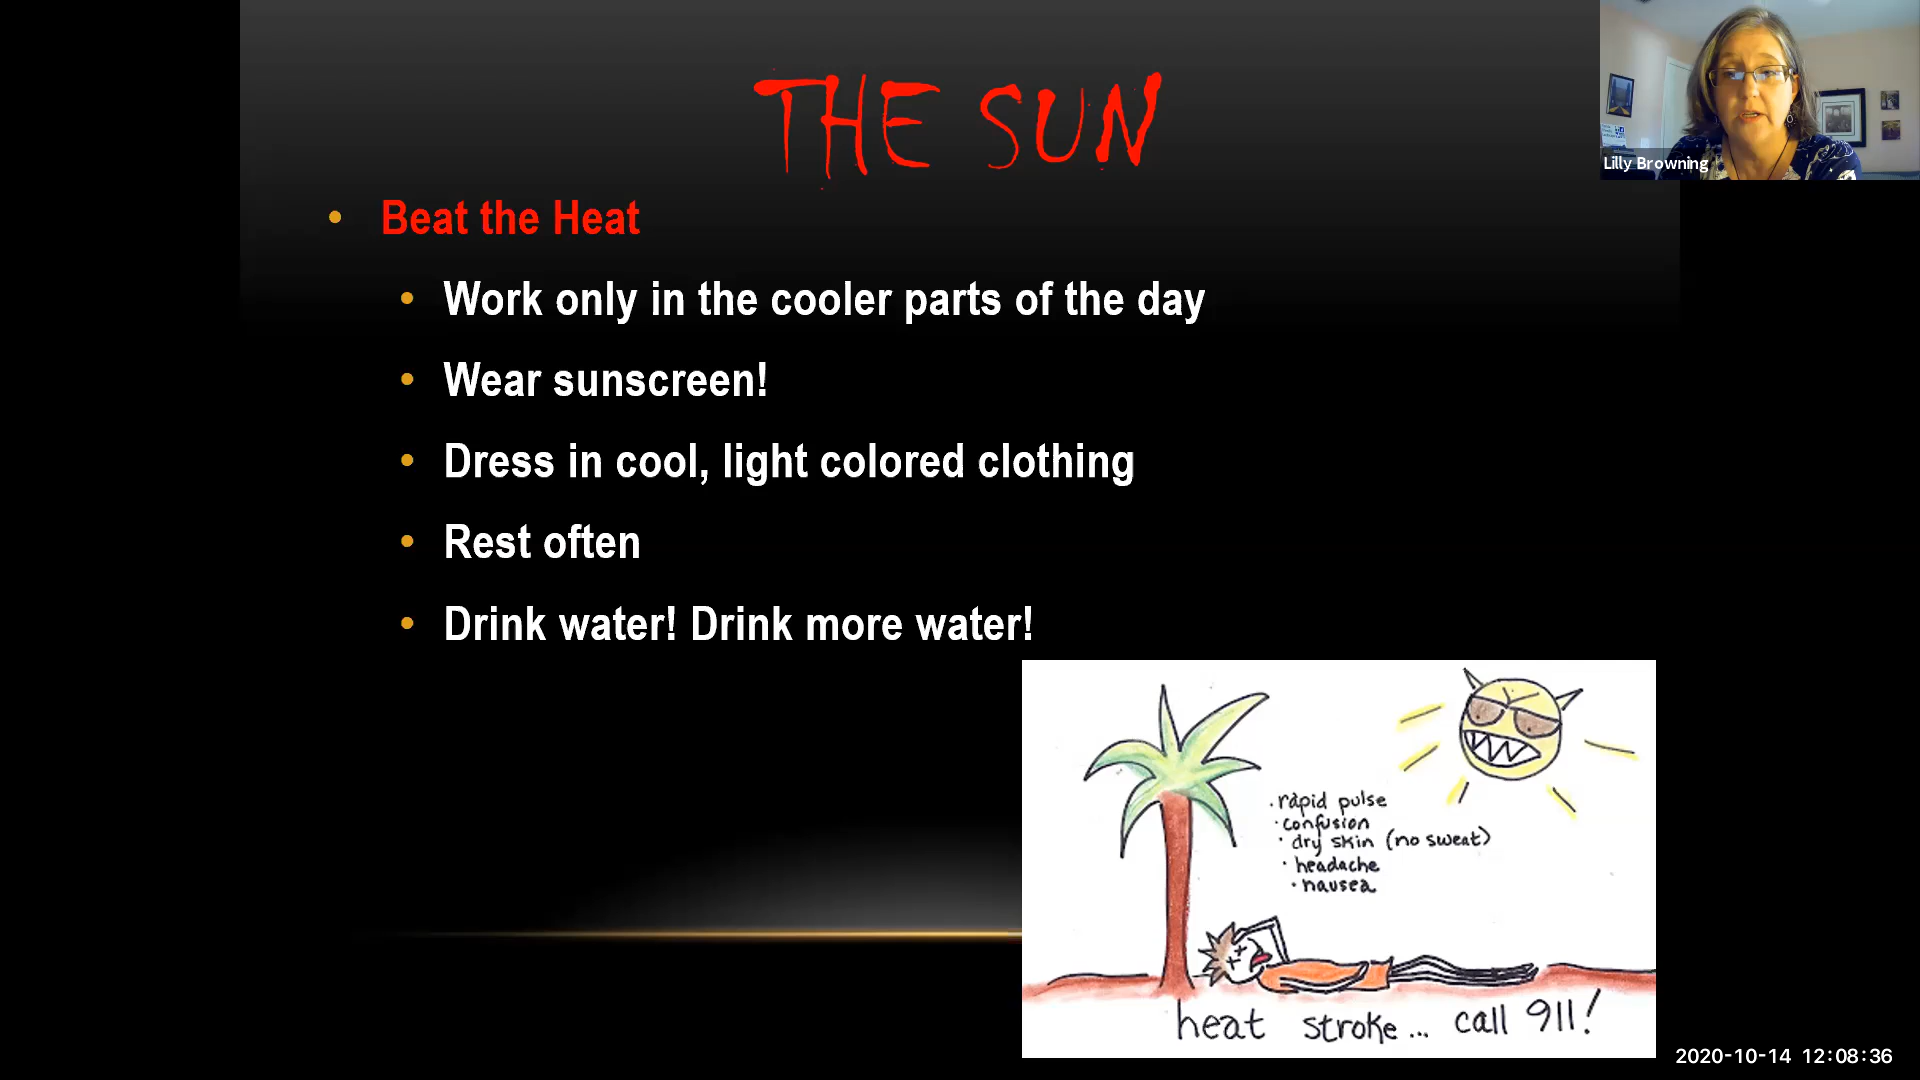 THE SUN
Lilly Browning
• Beat the Heat
• Work only in the cooler parts of the day
• Wear sunscreen!
• Dress in cool, light colored clothing
• Rest often
• Drink water! Drink more water!
• rapid pulse
• confusion
• dry skin (no sweat)
• headache
• nausea
heat stroke... call 911!
2020-10-14 12:08:36